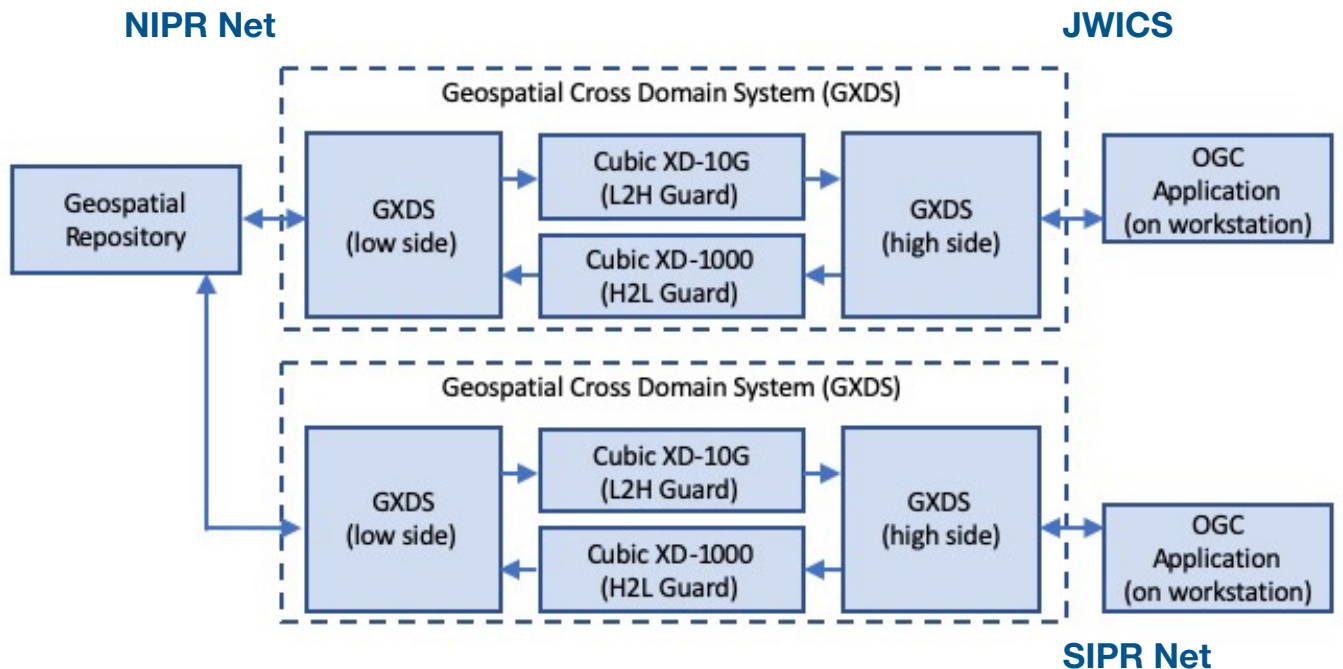 NIPR Net
JWICS
Geospatial Cross Domain System (GXDS)
Geospatial
Repository
GXDS
(low side)
Cubic XD-10G
(L2H Guard)
Cubic XD-1000
(H2L Guard)
GXDS
(high side)
OGC
Application
(on workstation)
Geospatial Cross Domain System (GXDS)
GXDS
(low side)
Cubic XD-10G
(L2H Guard)
Cubic XD-1000
(H2L Guard)
GXDS
(high side)
OGC
Application
(on workstation)
SIPR Net